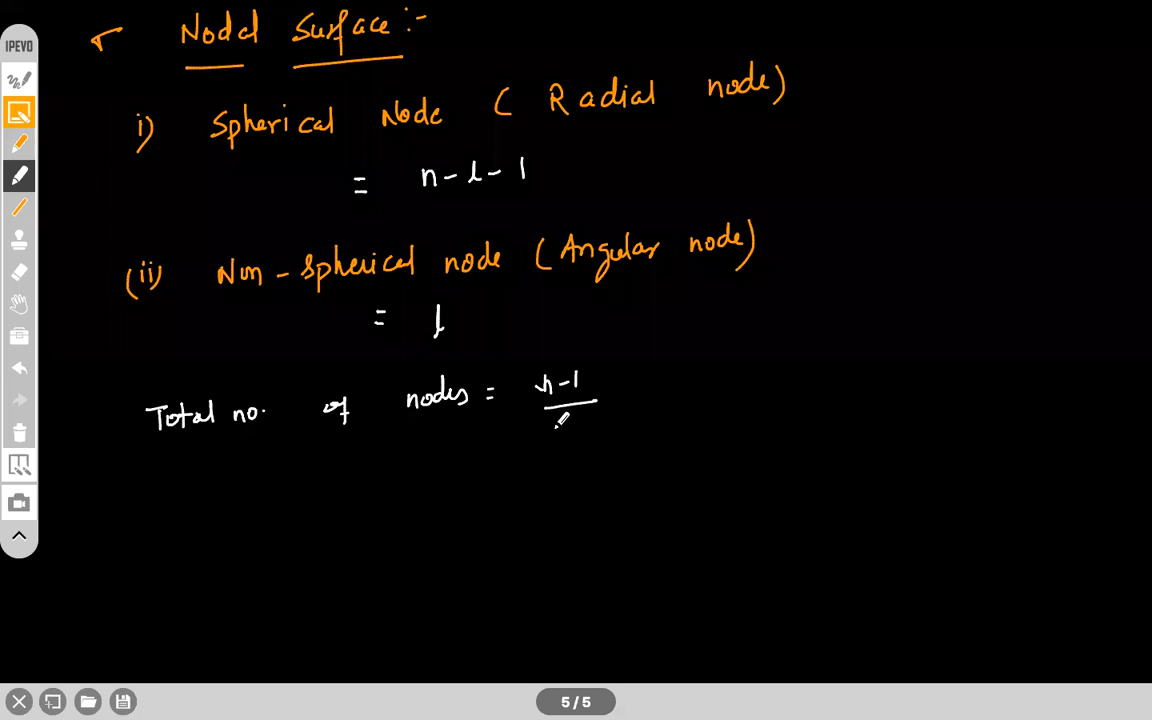 IPEVO
Nodal Surface :-
i) Spherical Node ( Radial node)
= n - l - 1
(ii) Non - Spherical node (Angular node)
= l
Total no. of nodes = n-1
5/5